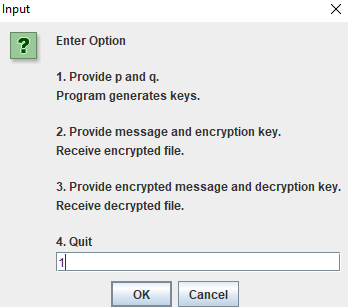 Input
Enter Option
1. Provide p and q.
Program generates keys.
2. Provide message and encryption key.
Receive encrypted file.
3. Provide encrypted message and decryption key.
Receive decrypted file.
4. Quit
1
OK Cancel